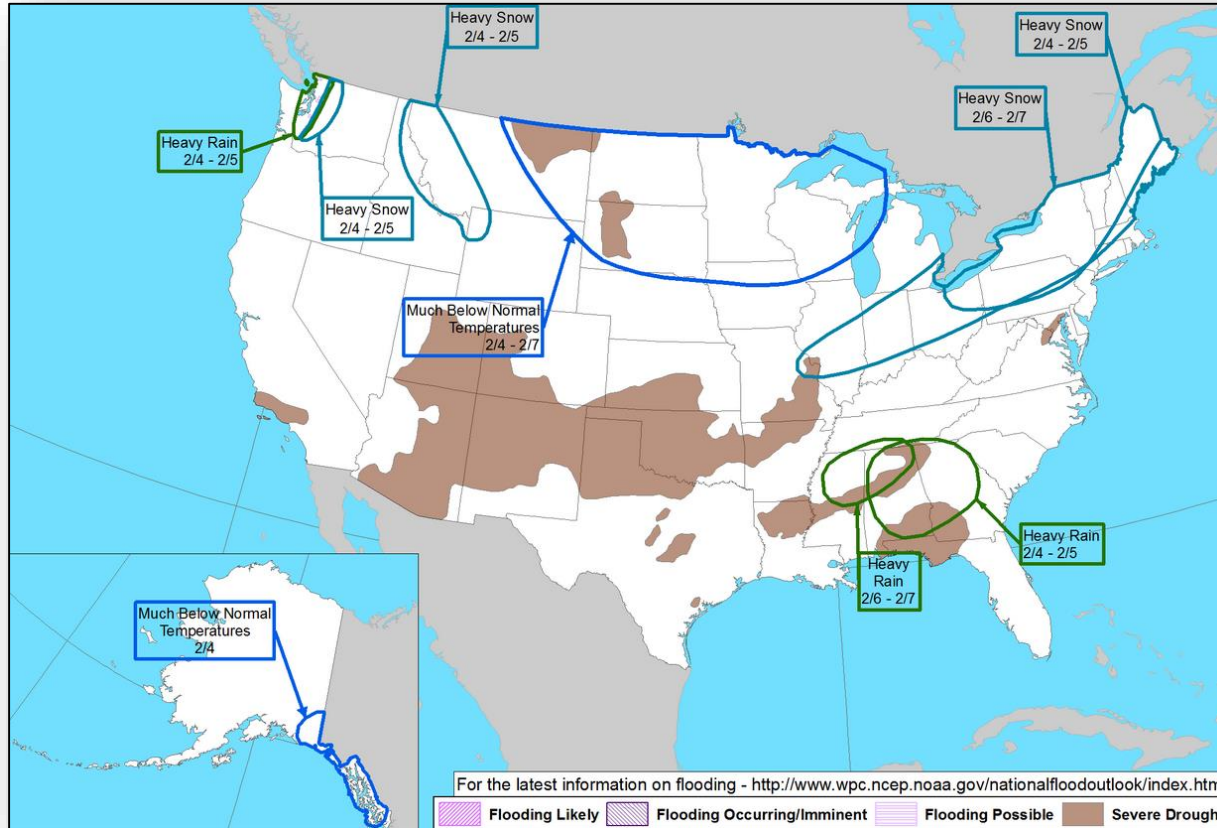 Heavy Snow
2/4 - 2/5
Heavy Snow
2/4 - 2/5
Heavy Snow
2/6 - 2/7
Heavy Rain
2/4 - 2/5
Heavy Snow
2/4 - 2/5
Much Below Normal
Temperatures
2/4 - 2/7
Heavy Rain
2/4 - 2/5
Heavy
Rain
2/6 - 2/7
Much Below Normal
Temperatures
2/4
For the latest information on flooding - http://www.wpc.ncep.noaa.gov/nationalfloodoutlook/index.htm
Flooding Likely Flooding Occurring/Imminent Flooding Possible Severe Drough